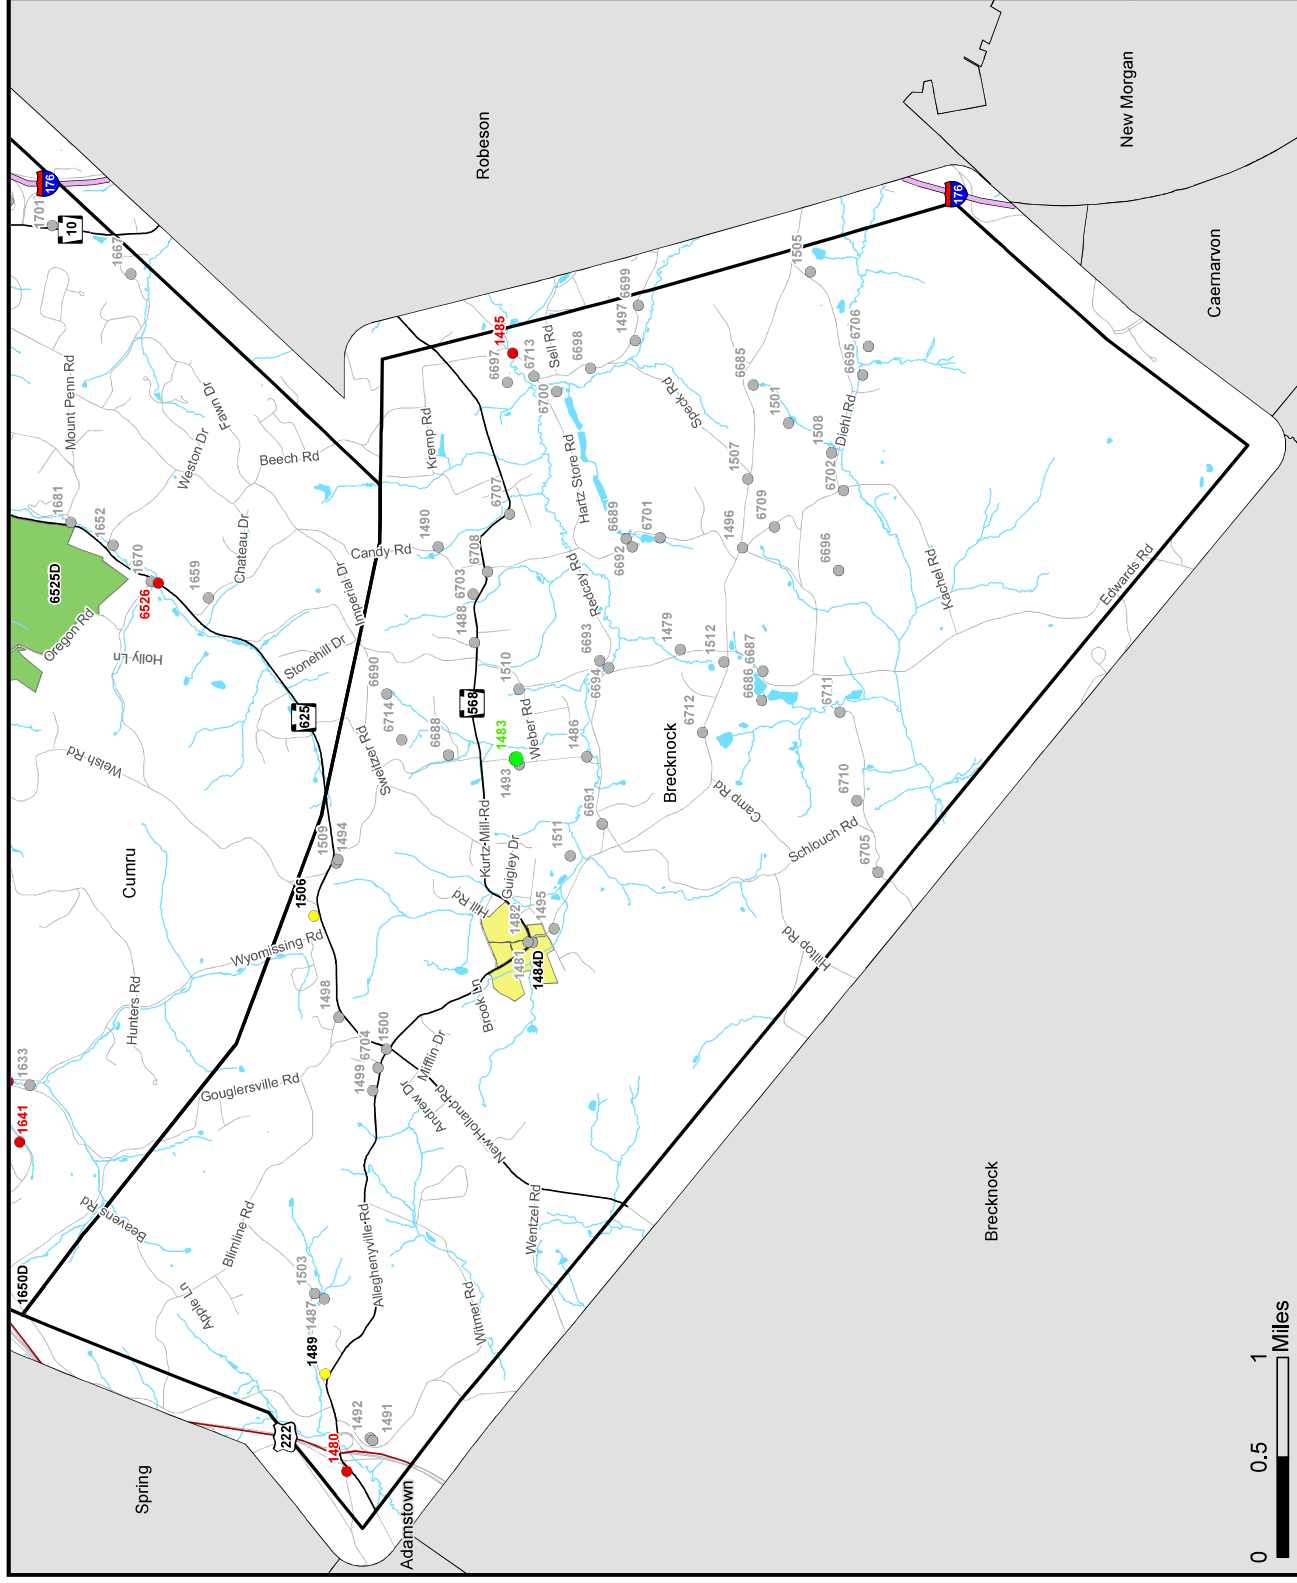 Robeson
New Morgan
Caernarvon
Brecknock
Brecknock
Cumru
Spring
Adamstown
176
176
10
625
568
222
1701
1667
Mount Penn Rd
Fawn Dr
Weston Dr
Beech Rd
Chateau Dr
1681
1652
1670
6526
1659
6525D
Oregon Rd
Holly Ln
Stonehill Dr
Imperial Dr
Candy Rd
Welsh Rd
Sweitzer Rd
Kremp Rd
1485
6697
6713
Sell Rd
6700
6698
1497
6699
1505
6706
6695
6685
1501
1508
Diehl Rd
6702
Speck Rd
1507
6709
1496
6696
Hartz Store Rd
6689
6701
6692
6707
1490
6708
6703
1488
Redcay Rd
6693
6694
1479
1512
6687
6686
6711
6712
Kachel Rd
Edwards Rd
1510
Weber Rd
1483
1493
1486
6690
6714
6688
6691
Kurtz Mill Rd
Guigley Dr
1511
Camp Rd
6710
Schlouch Rd
6705
Hill Rd
1482
1495
1481
1484D
Hilltop Rd
1509
1494
1506
Wyomissing Rd
Hunters Rd
1498
6704
1500
1499
Brook Ln
Mifflin Dr
Andrew Dr
New Holland Rd
Gouglersville Rd
1633
1641
Beavens Rd
1650D
Blimline Rd
Apple Ln
1503
1487
1489
Alleghenyville Rd
Wentzel Rd
Witmer Rd
1492
1491
1480
0 0.5 1
Miles